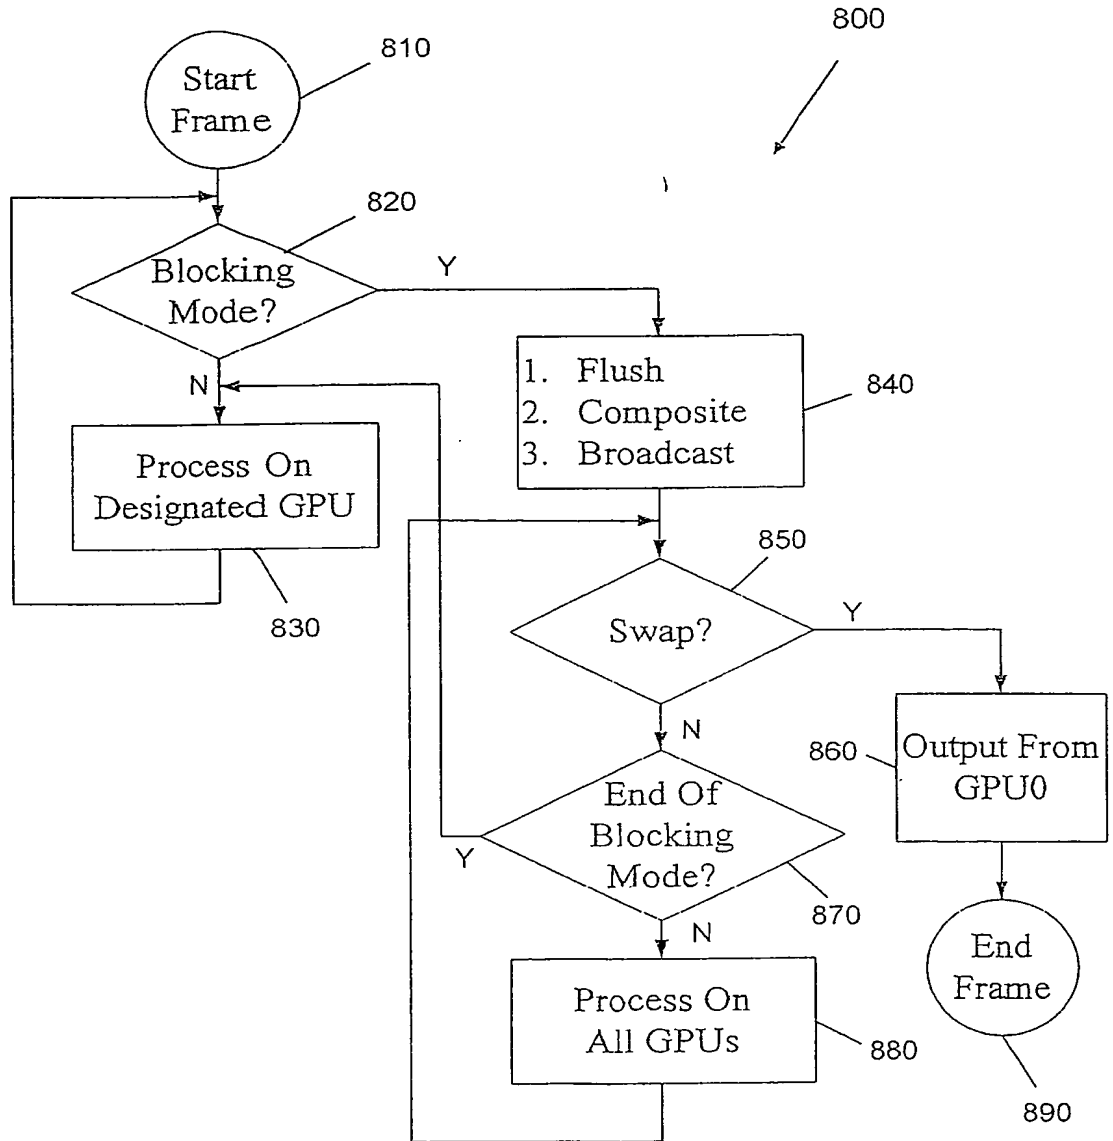 800
810
Start
Frame
820
Blocking
Mode?
Y
N
1. Flush
2. Composite
3. Broadcast
840
Process On
Designated GPU
830
850
Swap?
Y
N
860
Output From
GPU0
End Of
Blocking
Mode?
Y
870
N
End
Frame
Process On
All GPUs
880
890